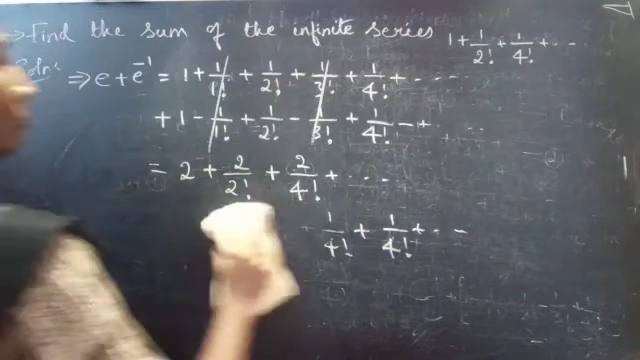 → Find the sum of the infinite series 1 + 1/2! + 1/4! + - - -
Soln: ⇒ e + e^-1 = 1 + 1/1! + 1/2! + 1/3! + 1/4! + - - - -
+ 1 - 1/1! + 1/2! - 1/3! + 1/4! - + - -
= 2 + 2/2! + 2/4! + - - -
1/4! + 1/4! + - - -